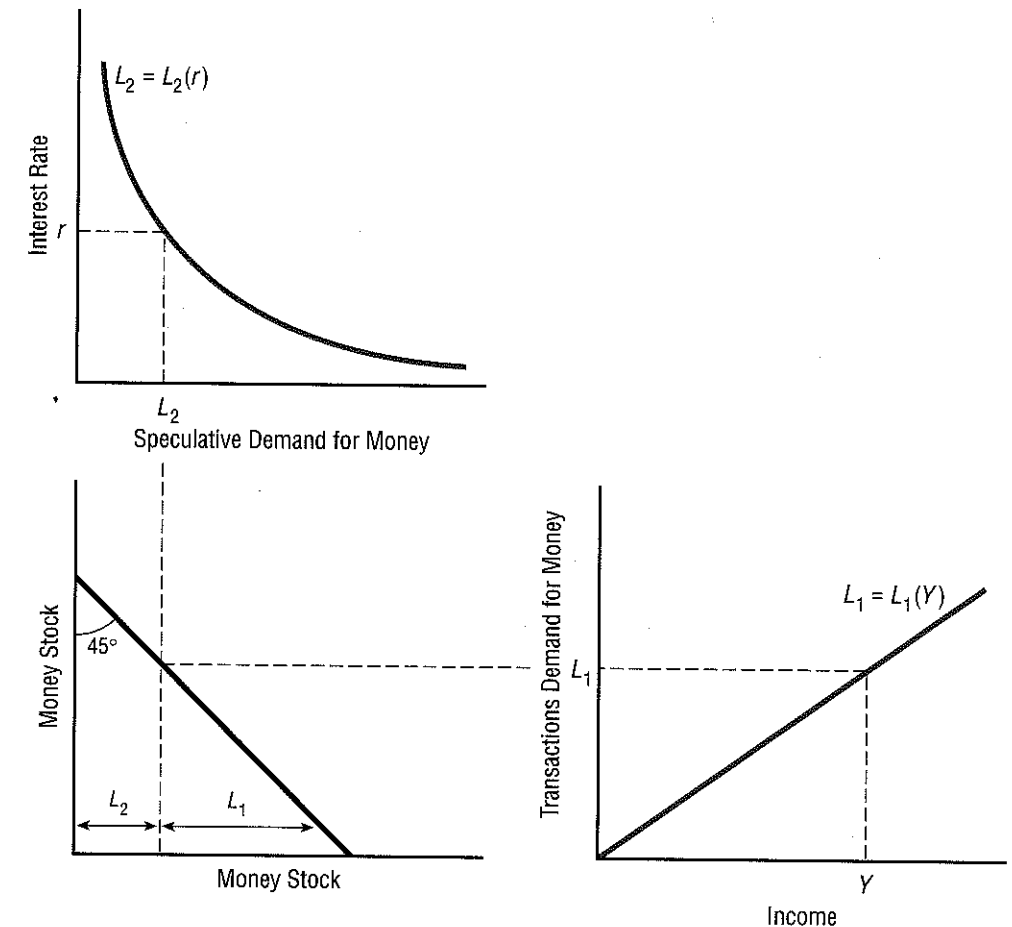 L2 = L2(r)
Interest Rate
r
L2
Speculative Demand for Money
Money Stock
45°
L2
L1
Money Stock
Transactions Demand for Money
L1 = L1(Y)
L1
Y
Income